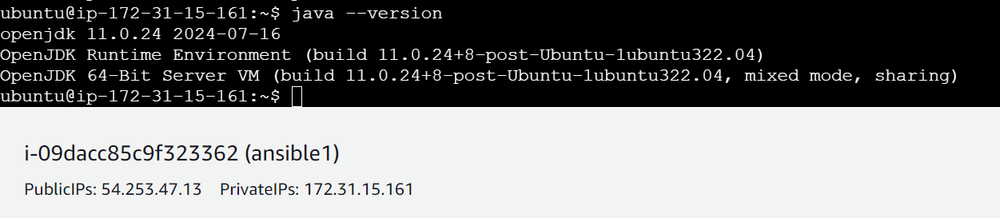 ubuntu@ip-172-31-15-161:~$ java --version
openjdk 11.0.24 2024-07-16
OpenJDK Runtime Environment (build 11.0.24+8-post-Ubuntu-1ubuntu322.04)
OpenJDK 64-Bit Server VM (build 11.0.24+8-post-Ubuntu-1ubuntu322.04, mixed mode, sharing)
ubuntu@ip-172-31-15-161:~$
i-09dacc85c9f323362 (ansible1)
PublicIPs: 54.253.47.13 PrivateIPs: 172.31.15.161